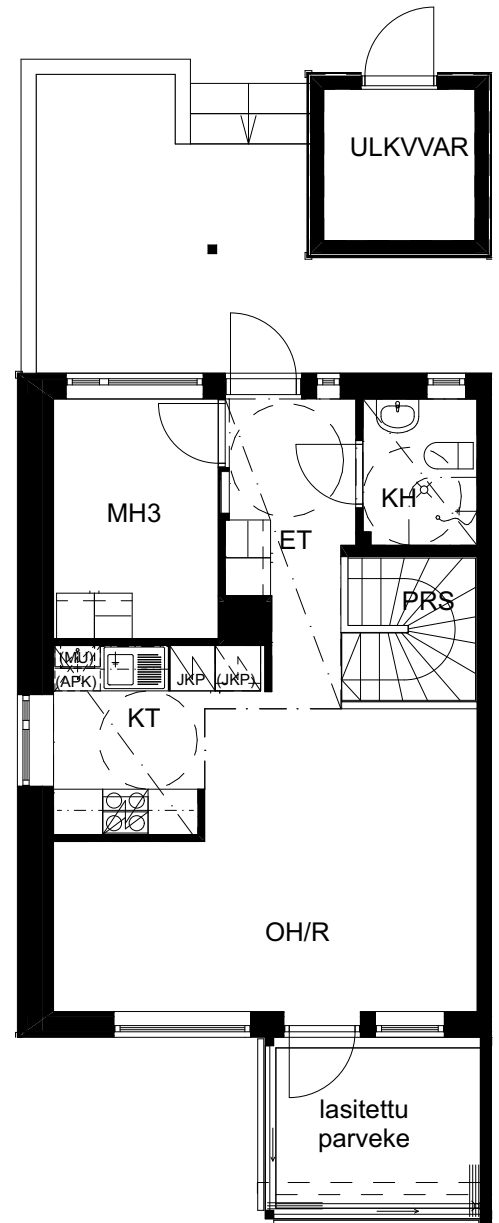 ULKVVAR
MH3
ET
KH
PRS
(MU)
(APK)
JKP
(JKP)
KT
OH/R
lasitettu
parveke